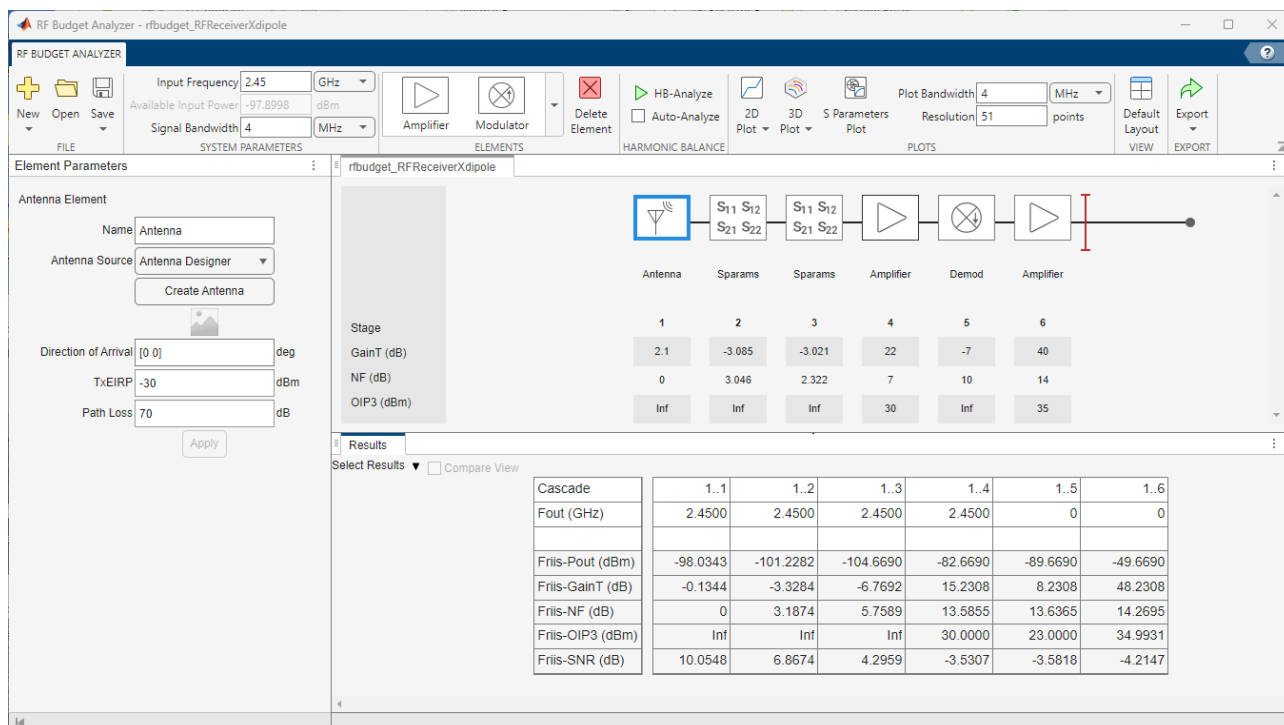 RF Budget Analyzer - rfbudget_RFReceiverXdipole
RF BUDGET ANALYZER
?
New
Open
Save
FILE
Input Frequency 2.45 GHz
Available Input Power -97.8998 dBm
Signal Bandwidth 4 MHz
SYSTEM PARAMETERS
Amplifier
Modulator
Delete
Element
ELEMENTS
HB-Analyze
Auto-Analyze
HARMONIC BALANCE
2D
Plot
3D
Plot
S Parameters
Plot
Plot Bandwidth 4 MHz
Resolution 51 points
PLOTS
Default
Layout
VIEW
Export
EXPORT
Element Parameters
Antenna Element
Name Antenna
Antenna Source Antenna Designer
Create Antenna
Direction of Arrival [0 0] deg
TxEIRP -30 dBm
Path Loss 70 dB
Apply
rfbudget_RFReceiverXdipole
S11 S12 S11 S12
S21 S22 S21 S22
Antenna Sparams Sparams Amplifier Demod Amplifier
Stage 1 2 3 4 5 6
GainT (dB) 2.1 -3.085 -3.021 22 -7 40
NF (dB) 0 3.046 2.322 7 10 14
OIP3 (dBm) Inf Inf Inf 30 Inf 35
Results
Select Results ▼ Compare View
Cascade 1..1 1..2 1..3 1..4 1..5 1..6
Fout (GHz) 2.4500 2.4500 2.4500 2.4500 0 0
Friis-Pout (dBm) -98.0343 -101.2282 -104.6690 -82.6690 -89.6690 -49.6690
Friis-GainT (dB) -0.1344 -3.3284 -6.7692 15.2308 8.2308 48.2308
Friis-NF (dB) 0 3.1874 5.7589 13.5855 13.6365 14.2695
Friis-OIP3 (dBm) Inf Inf Inf 30.0000 23.0000 34.9931
Friis-SNR (dB) 10.0548 6.8674 4.2959 -3.5307 -3.5818 -4.2147